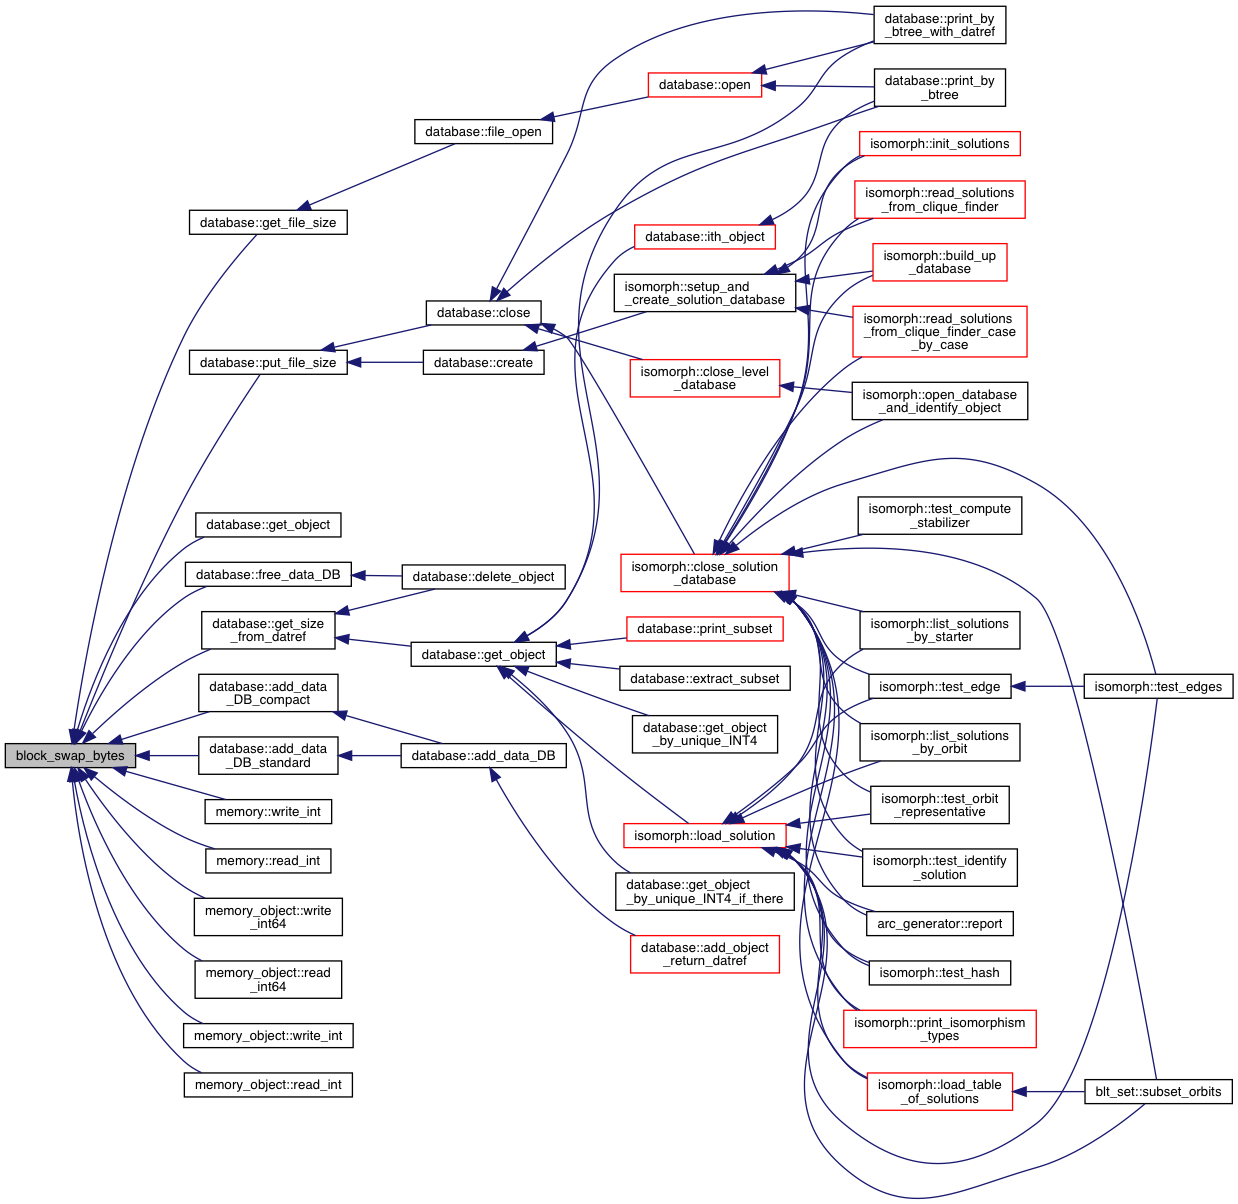 block_swap_bytes
database::get_file_size
database::put_file_size
database::get_object
database::free_data_DB
database::get_size
_from_datref
database::add_data
_DB_compact
database::add_data
_DB_standard
memory::write_int
memory::read_int
memory_object::write
_int64
memory_object::read
_int64
memory_object::write_int
memory_object::read_int
database::file_open
database::close
database::create
database::delete_object
database::get_object
database::add_data_DB
database::open
database::ith_object
isomorph::setup_and
_create_solution_database
isomorph::close_level
_database
isomorph::close_solution
_database
database::print_subset
database::extract_subset
database::get_object
_by_unique_INT4
isomorph::load_solution
database::get_object
_by_unique_INT4_if_there
database::add_object
_return_datref
database::print_by
_btree_with_datref
database::print_by
_btree
isomorph::init_solutions
isomorph::read_solutions
_from_clique_finder
isomorph::build_up
_database
isomorph::read_solutions
_from_clique_finder_case
_by_case
isomorph::open_database
_and_identify_object
isomorph::test_compute
_stabilizer
isomorph::list_solutions
_by_starter
isomorph::test_edge
isomorph::list_solutions
_by_orbit
isomorph::test_orbit
_representative
isomorph::test_identify
_solution
arc_generator::report
isomorph::test_hash
isomorph::print_isomorphism
_types
isomorph::load_table
_of_solutions
isomorph::test_edges
blt_set::subset_orbits